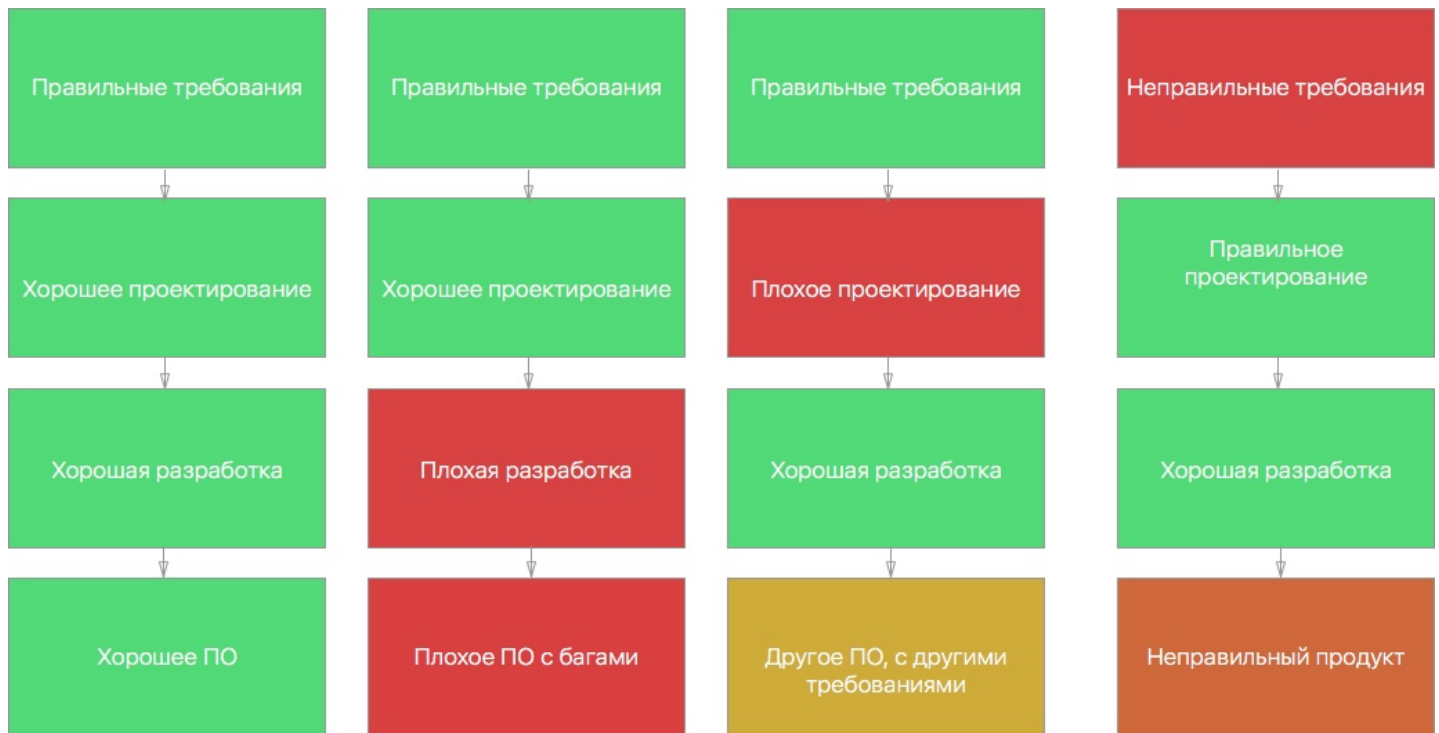 Правильные требования
Правильные требования
Правильные требования
Неправильные требования
Хорошее проектирование
Хорошее проектирование
Плохое проектирование
Правильное
проектирование
Хорошая разработка
Плохая разработка
Хорошая разработка
Хорошая разработка
Хорошее ПО
Плохое ПО с багами
Другое ПО, с другими
требованиями
Неправильный продукт